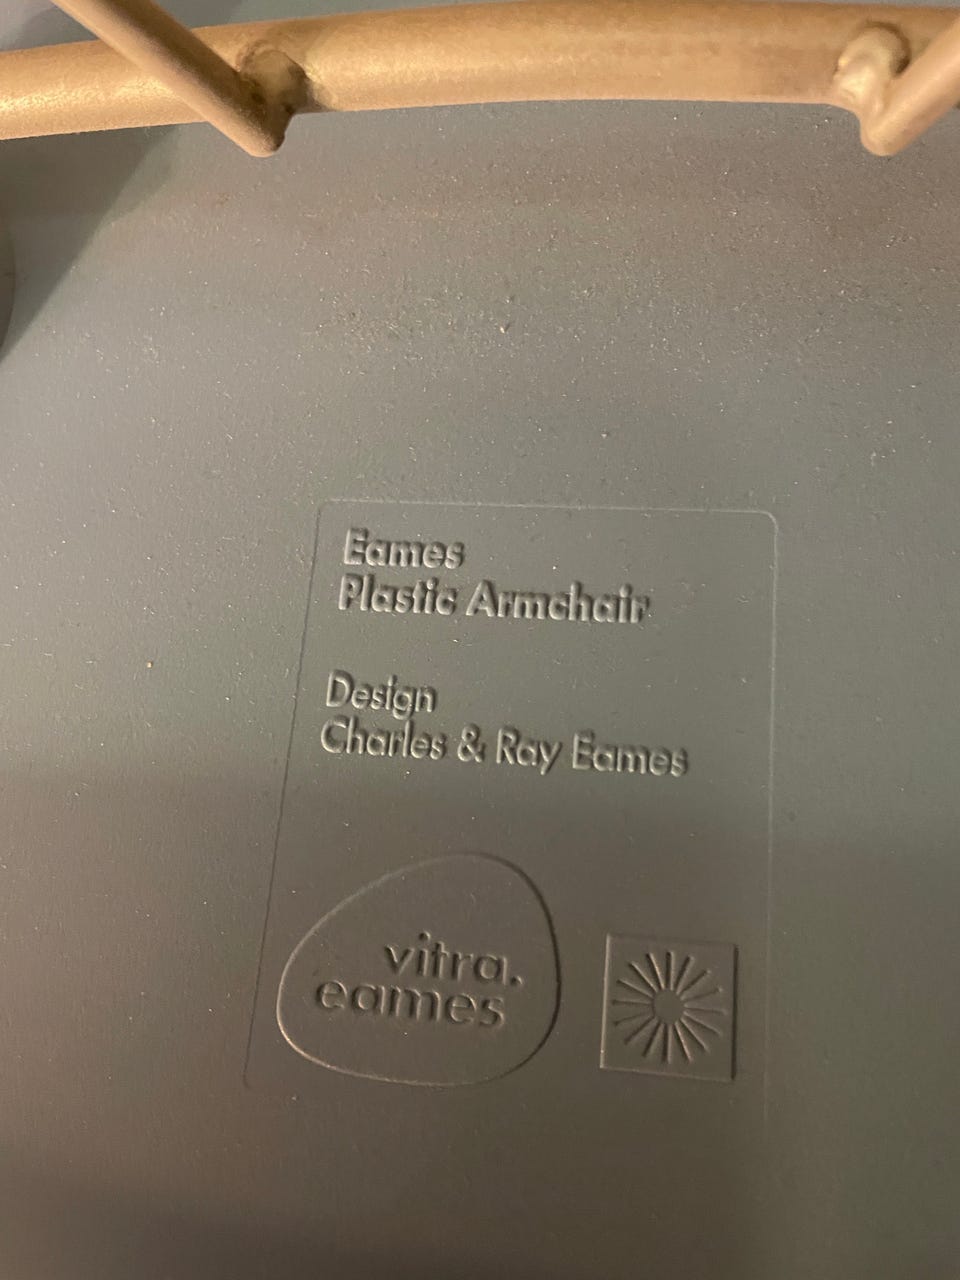 Eames
Plastic Armchair
Design
Charles & Ray Eames
vitra.
eames